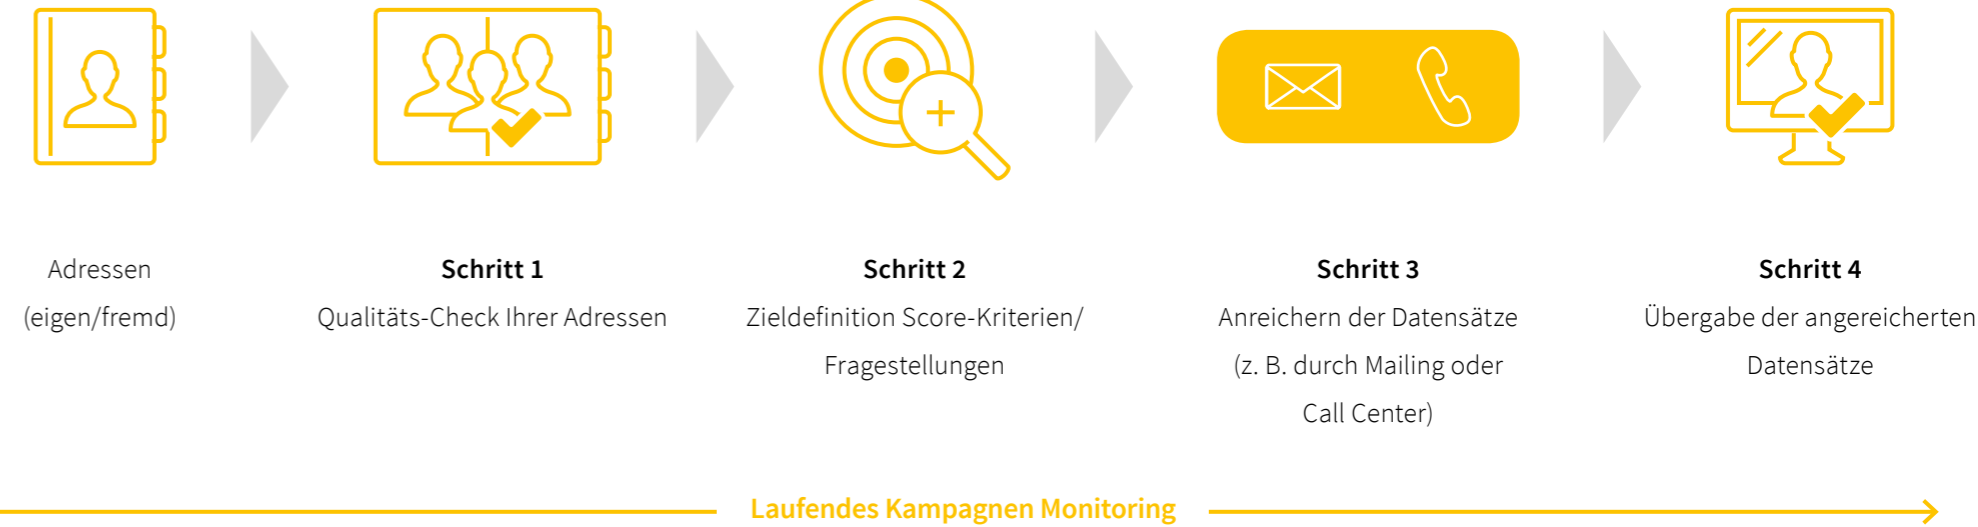 Adressen
(eigen/fremd)
Schritt 1
Qualitäts-Check Ihrer Adressen
Schritt 2
Zieldefinition Score-Kriterien/
Fragestellungen
Schritt 3
Anreichern der Datensätze
(z. B. durch Mailing oder
Call Center)
Schritt 4
Übergabe der angereicherten
Datensätze
Laufendes Kampagnen Monitoring